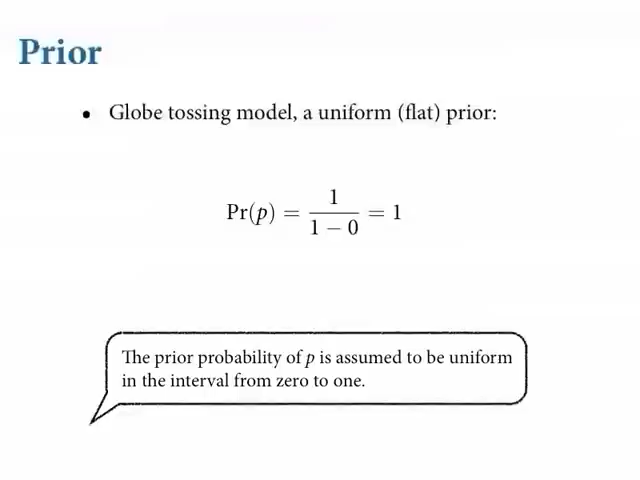 Prior
• Globe tossing model, a uniform (flat) prior:
Pr(p) = 1 / (1 − 0) = 1
The prior probability of p is assumed to be uniform
in the interval from zero to one.